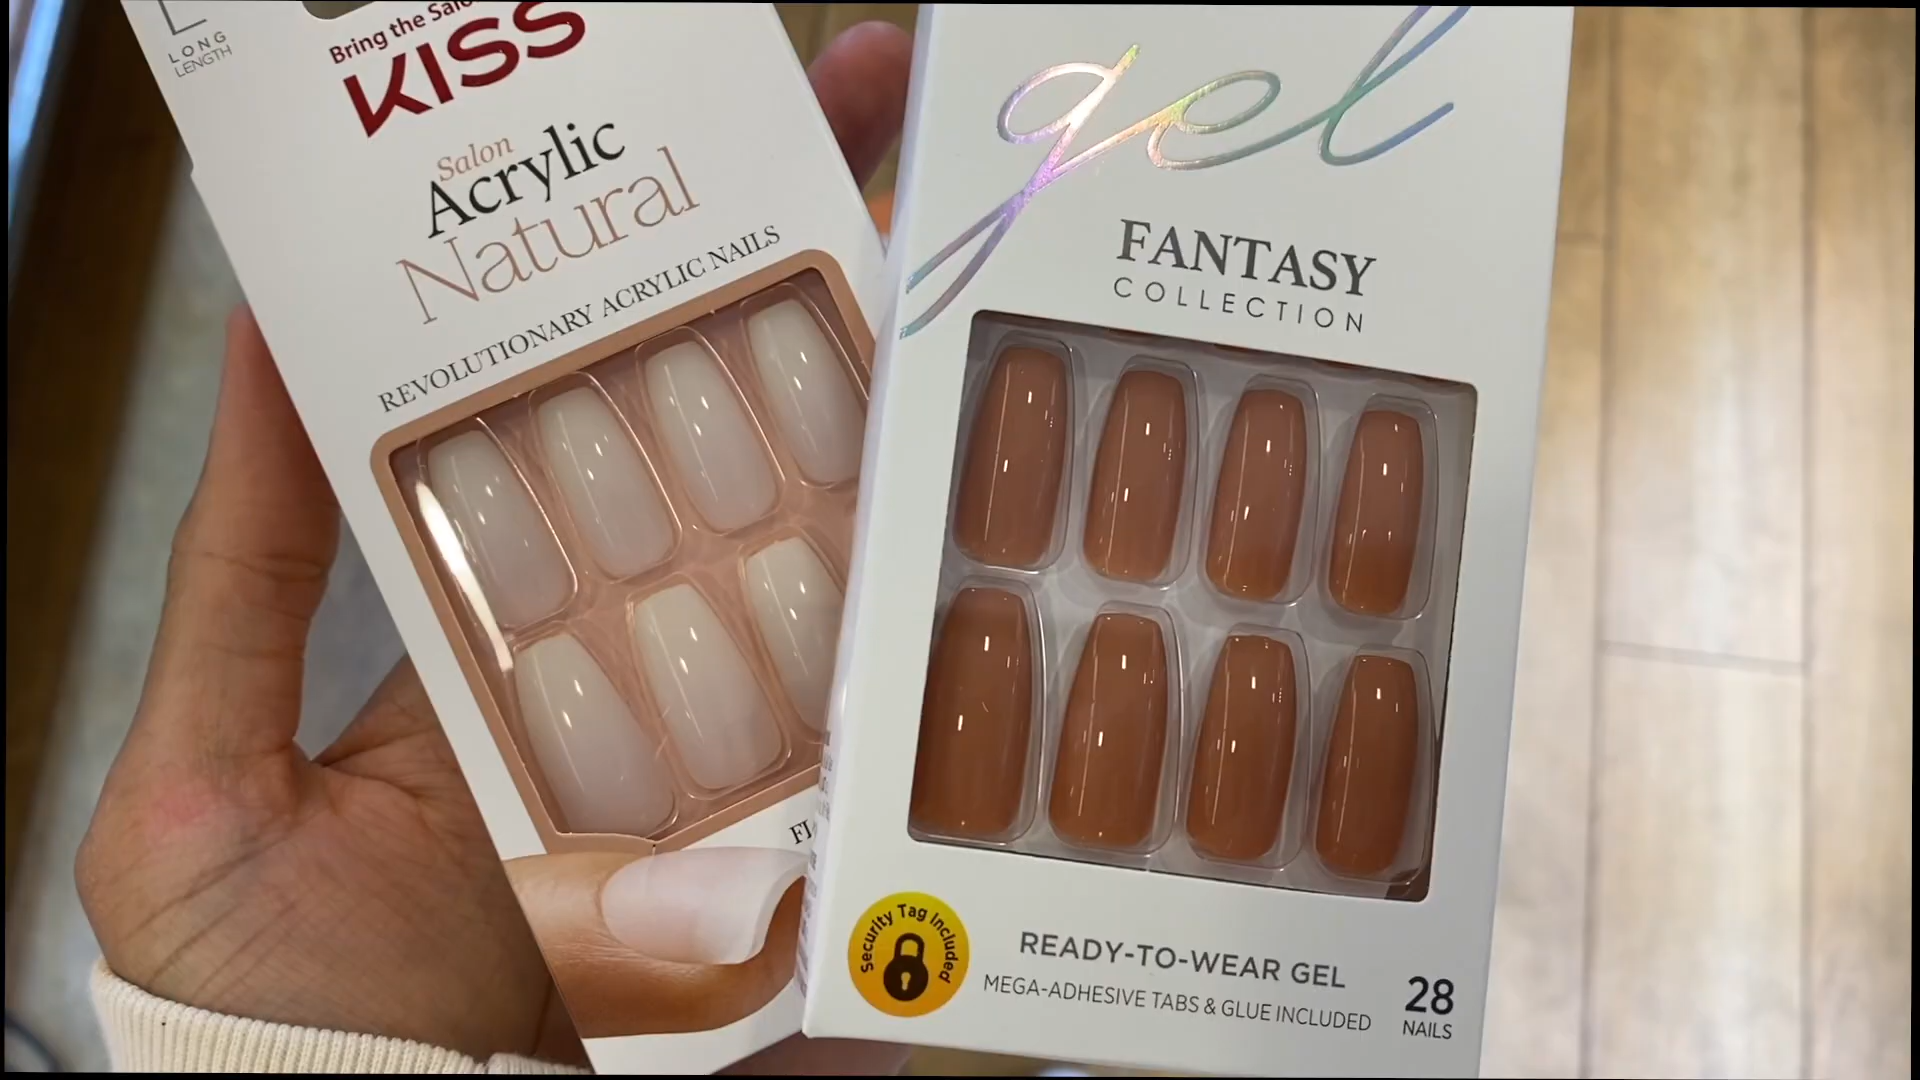 LONG
LENGTH
Bring the
KISS
Salon
Acrylic
Natural
REVOLUTIONARY ACRYLIC NAILS
gel
FANTASY
COLLECTION
Security Tag Included
READY-TO-WEAR GEL
MEGA-ADHESIVE TABS & GLUE INCLUDED
28
NAILS